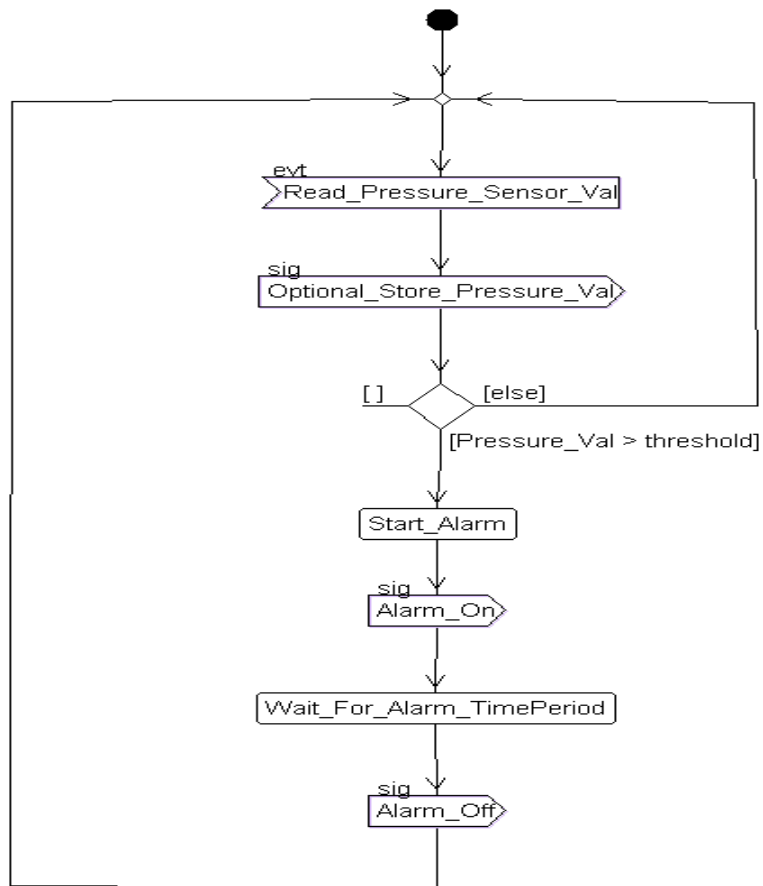 evt
Read_Pressure_Sensor_Val
sig
Optional_Store_Pressure_Val
[ ]
[else]
[Pressure_Val > threshold]
Start_Alarm
sig
Alarm_On
Wait_For_Alarm_TimePeriod
sig
Alarm_Off